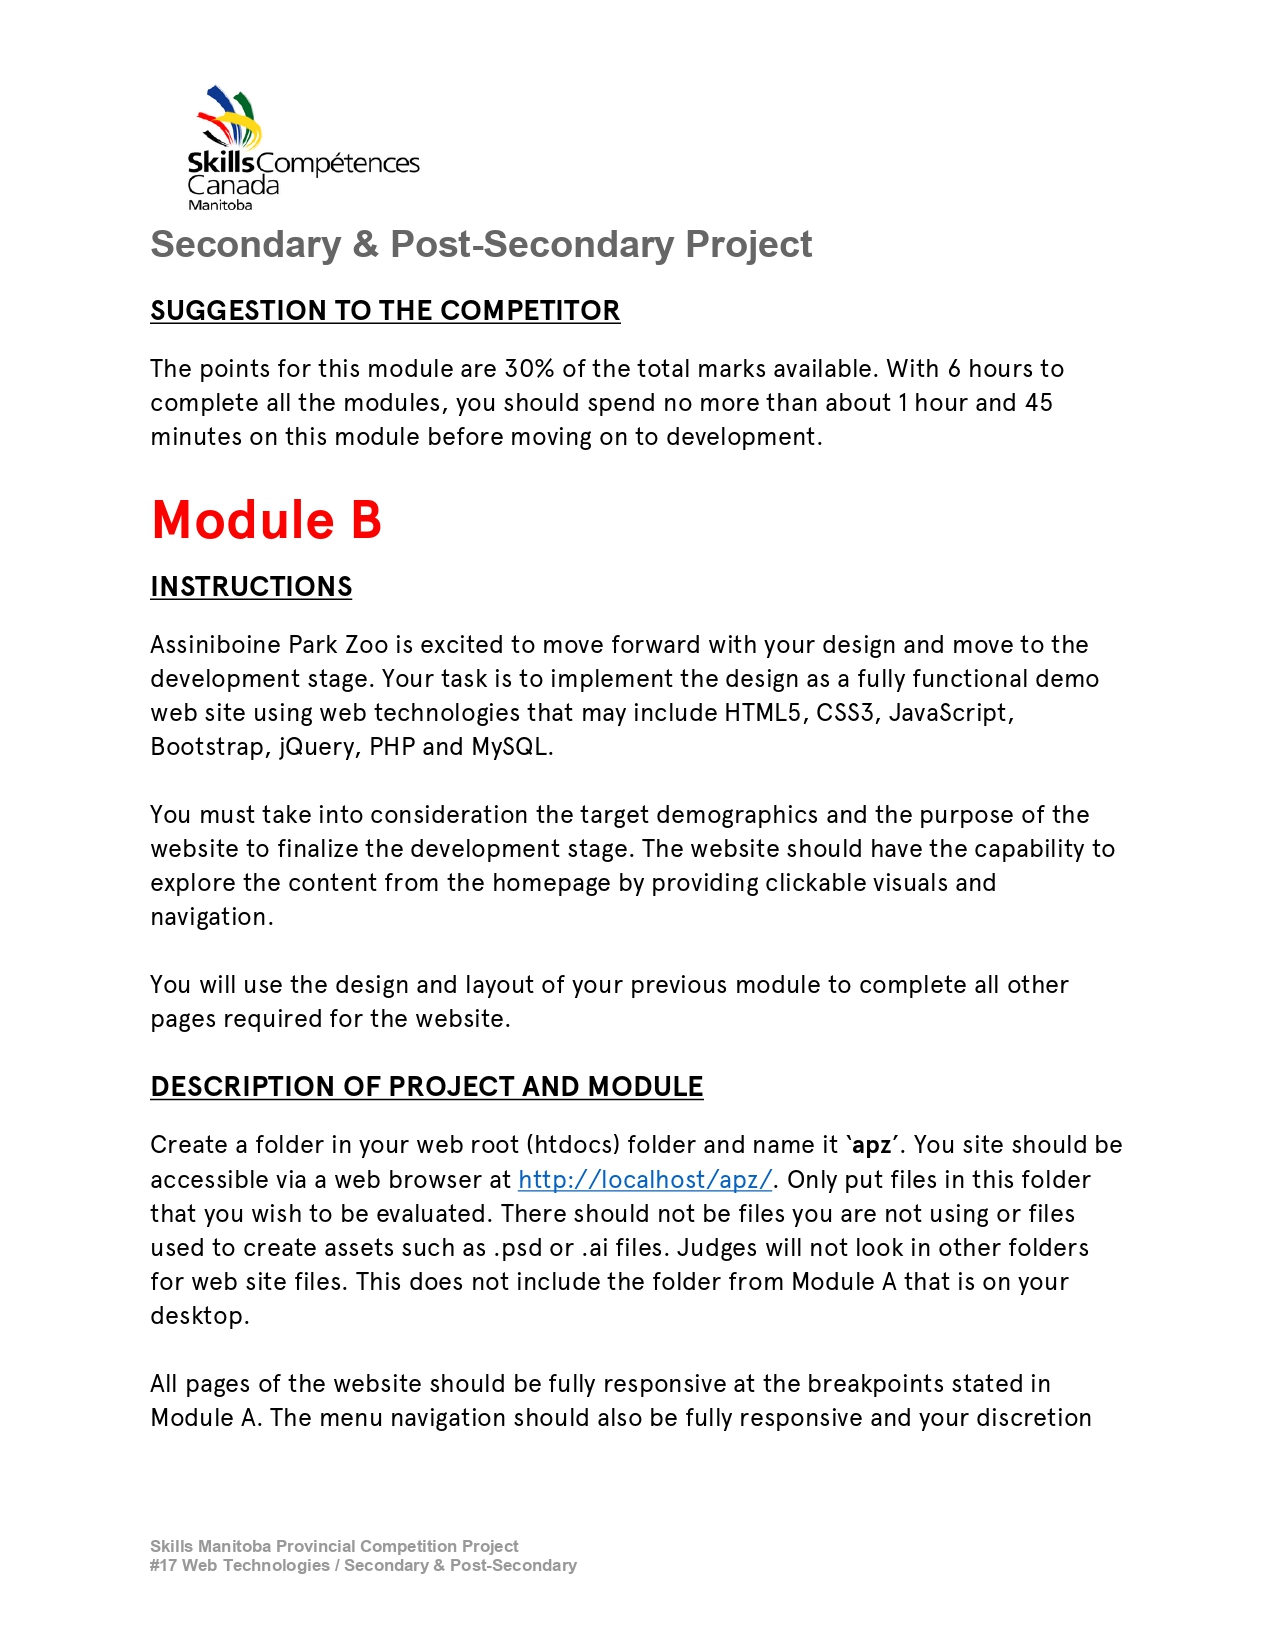 SkillsCompétences
Canada
Manitoba
Secondary & Post-Secondary Project
SUGGESTION TO THE COMPETITOR
The points for this module are 30% of the total marks available. With 6 hours to
complete all the modules, you should spend no more than about 1 hour and 45
minutes on this module before moving on to development.
Module B
INSTRUCTIONS
Assiniboine Park Zoo is excited to move forward with your design and move to the
development stage. Your task is to implement the design as a fully functional demo
web site using web technologies that may include HTML5, CSS3, JavaScript,
Bootstrap, jQuery, PHP and MySQL.
You must take into consideration the target demographics and the purpose of the
website to finalize the development stage. The website should have the capability to
explore the content from the homepage by providing clickable visuals and
navigation.
You will use the design and layout of your previous module to complete all other
pages required for the website.
DESCRIPTION OF PROJECT AND MODULE
Create a folder in your web root (htdocs) folder and name it ‘apz’. You site should be
accessible via a web browser at http://localhost/apz/. Only put files in this folder
that you wish to be evaluated. There should not be files you are not using or files
used to create assets such as .psd or .ai files. Judges will not look in other folders
for web site files. This does not include the folder from Module A that is on your
desktop.
All pages of the website should be fully responsive at the breakpoints stated in
Module A. The menu navigation should also be fully responsive and your discretion
Skills Manitoba Provincial Competition Project
#17 Web Technologies / Secondary & Post-Secondary